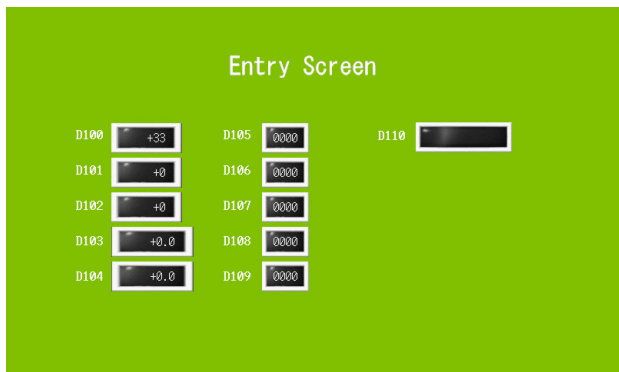 Entry Screen
D100 +33 D105 0000 D110
D101 +0 D106 0000
D102 +0 D107 0000
D103 +0.0 D108 0000
D104 +0.0 D109 0000